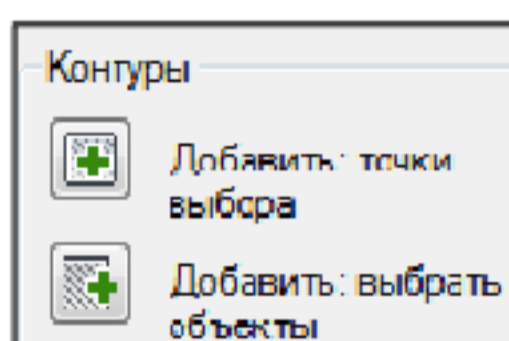 Контуры
Добавить: точки
выбора
Добавить: выбрать
объекты